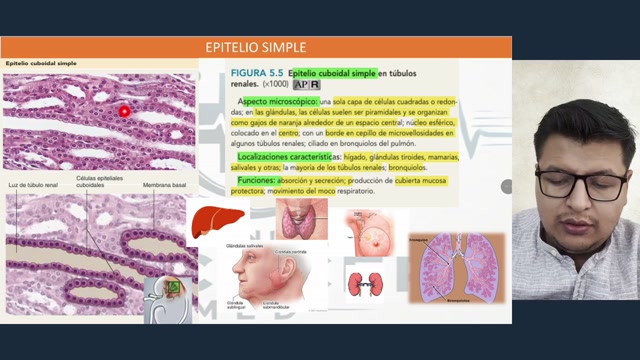 EPITELIO SIMPLE
Epitelio cuboidal simple
FIGURA 5.5 Epitelio cuboidal simple en túbulos
renales. (×1000) AP|R
Aspecto microscópico: una sola capa de células cuadradas o redon-
das; en las glándulas, las células suelen ser piramidales y se organizan
como gajos de naranja alrededor de un espacio central; núcleo esférico,
colocado en el centro; con un borde en cepillo de microvellosidades en
algunos túbulos renales; ciliado en bronquiolos del pulmón.
Localizaciones características: hígado, glándulas tiroides, mamarias,
salivales y otras; la mayoría de los túbulos renales; bronquiolos.
Funciones: absorción y secreción; producción de cubierta mucosa
protectora; movimiento del moco respiratorio.
Luz de túbulo renal
Células epiteliales
cuboidales
Membrana basal
Glándulas salivales
Glándula parótida
Glándula
sublingual
Glándula
submandibular
Bronquiolos